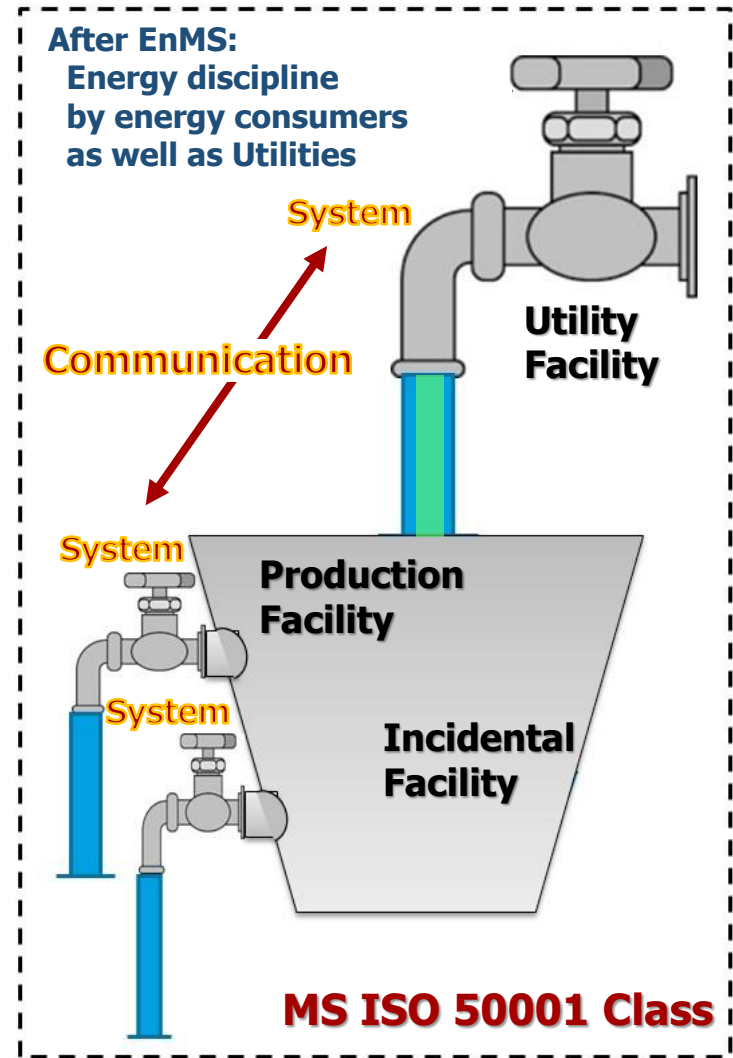 After EnMS:
Energy discipline
by energy consumers
as well as Utilities
System
Utility
Facility
Communication
System
Production
Facility
System
Incidental
Facility
MS ISO 50001 Class